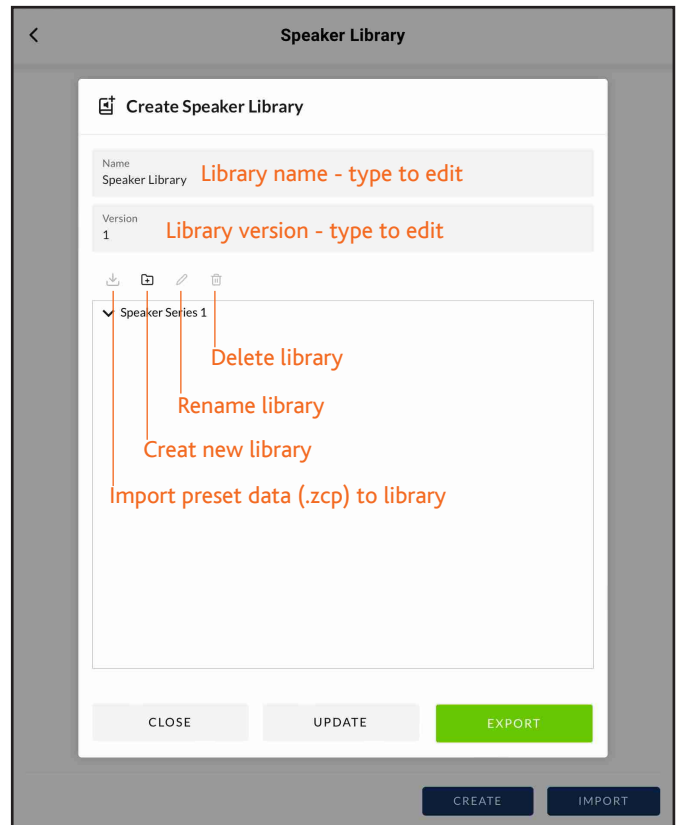 Speaker Library
Create Speaker Library
Name
Speaker Library
Library name - type to edit
Version
1
Library version - type to edit
Speaker Series 1
Delete library
Rename library
Creat new library
Import preset data (.zcp) to library
CLOSE
UPDATE
EXPORT
CREATE
IMPORT